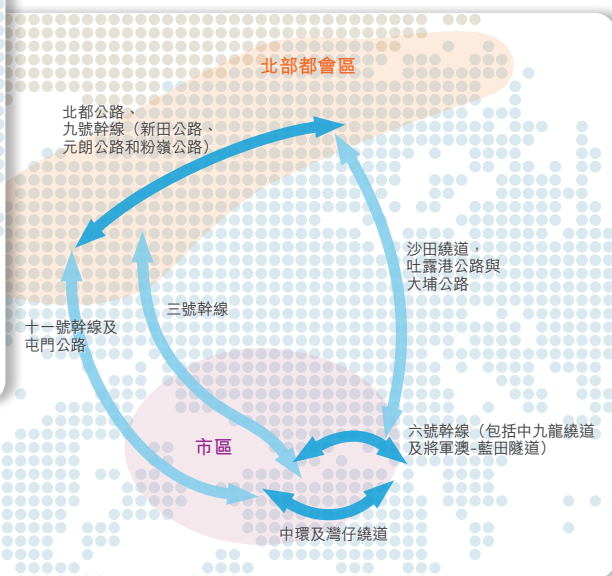 北部都會區
北都公路、
九號幹線（新田公路、
元朗公路和粉嶺公路）
沙田繞道，
吐露港公路與
大埔公路
三號幹線
十一號幹線及
屯門公路
六號幹線（包括中九龍繞道
及將軍澳-藍田隧道）
市區
中環及灣仔繞道